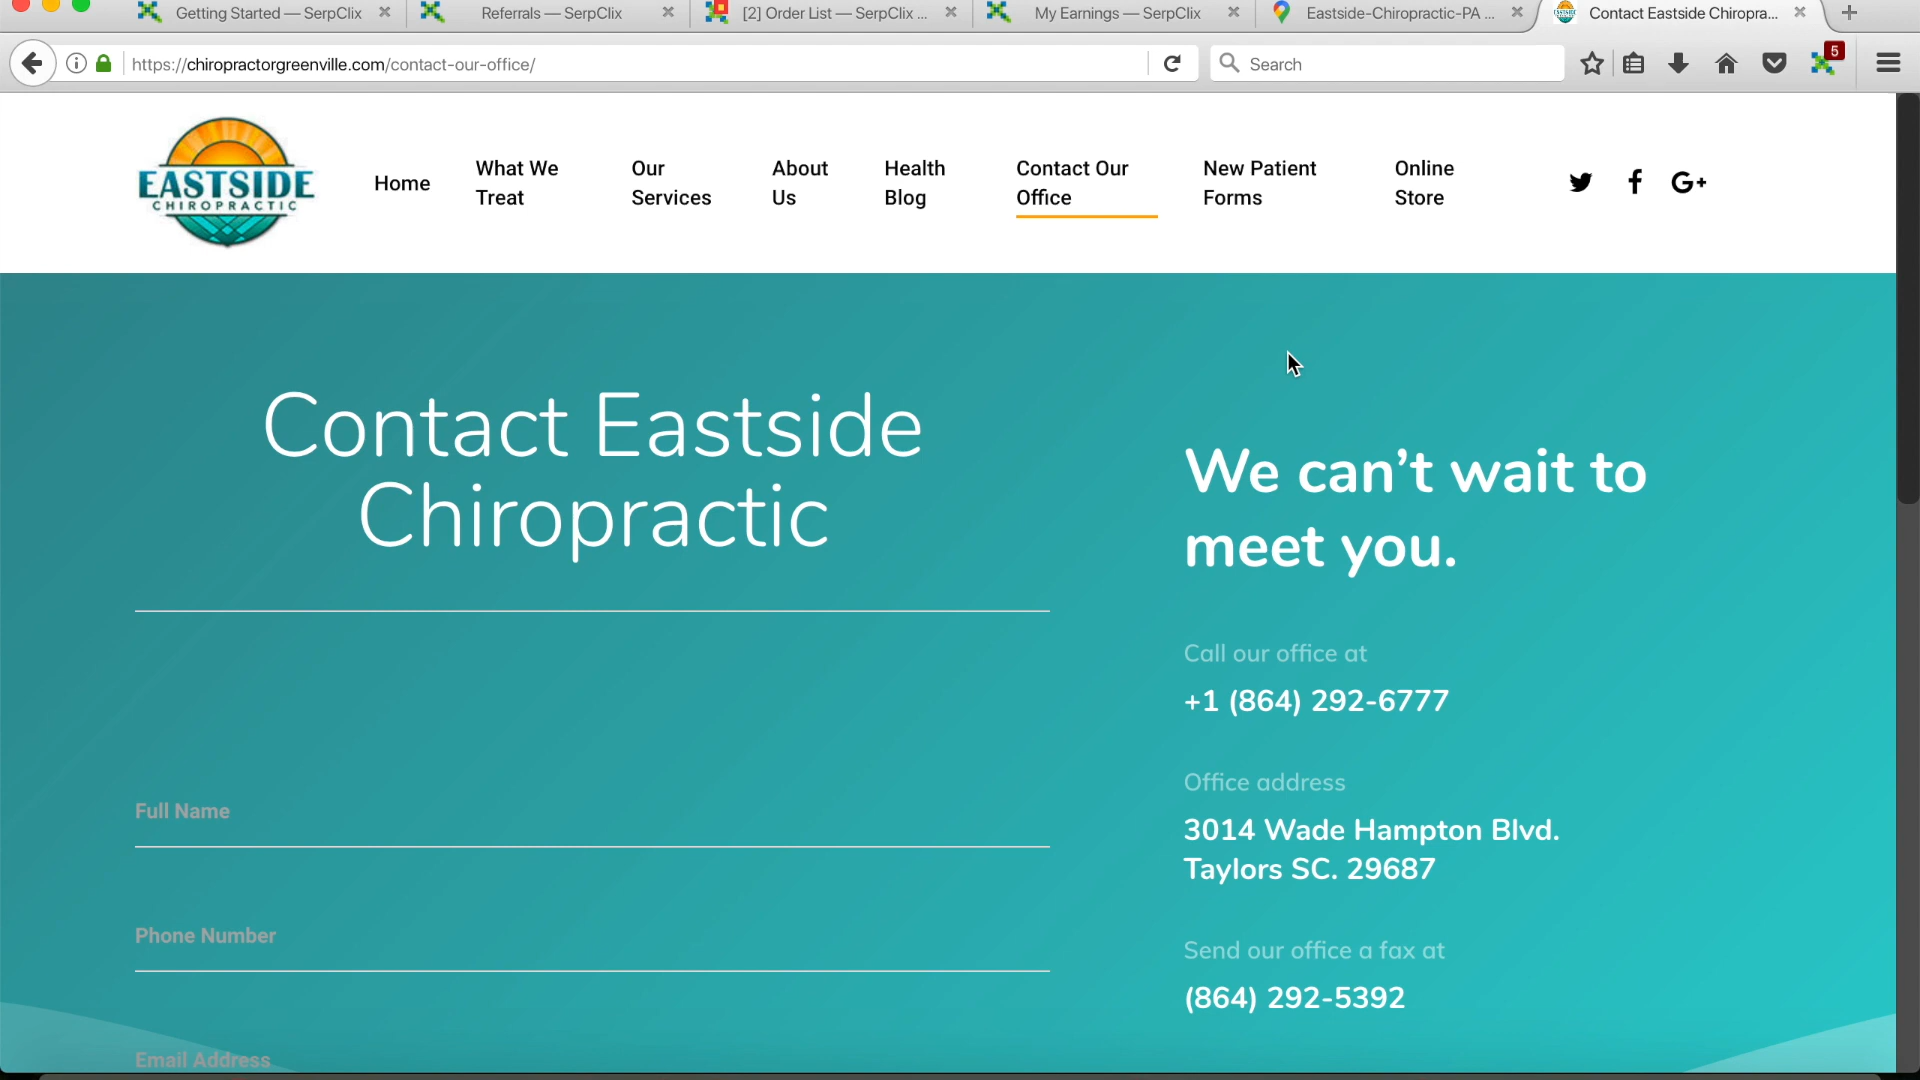 Getting Started — SerpClix
Referrals — SerpClix
[2] Order List — SerpClix ...
My Earnings — SerpClix
Eastside-Chiropractic-PA ...
Contact Eastside Chiropra...
https://chiropractorgreenville.com/contact-our-office/
Search
5
EASTSIDE
CHIROPRACTIC
Home
What We
Treat
Our
Services
About
Us
Health
Blog
Contact Our
Office
New Patient
Forms
Online
Store
G+
Contact Eastside
Chiropractic
Full Name
Phone Number
Email Address
We can’t wait to
meet you.
Call our office at
+1 (864) 292-6777
Office address
3014 Wade Hampton Blvd.
Taylors SC. 29687
Send our office a fax at
(864) 292-5392